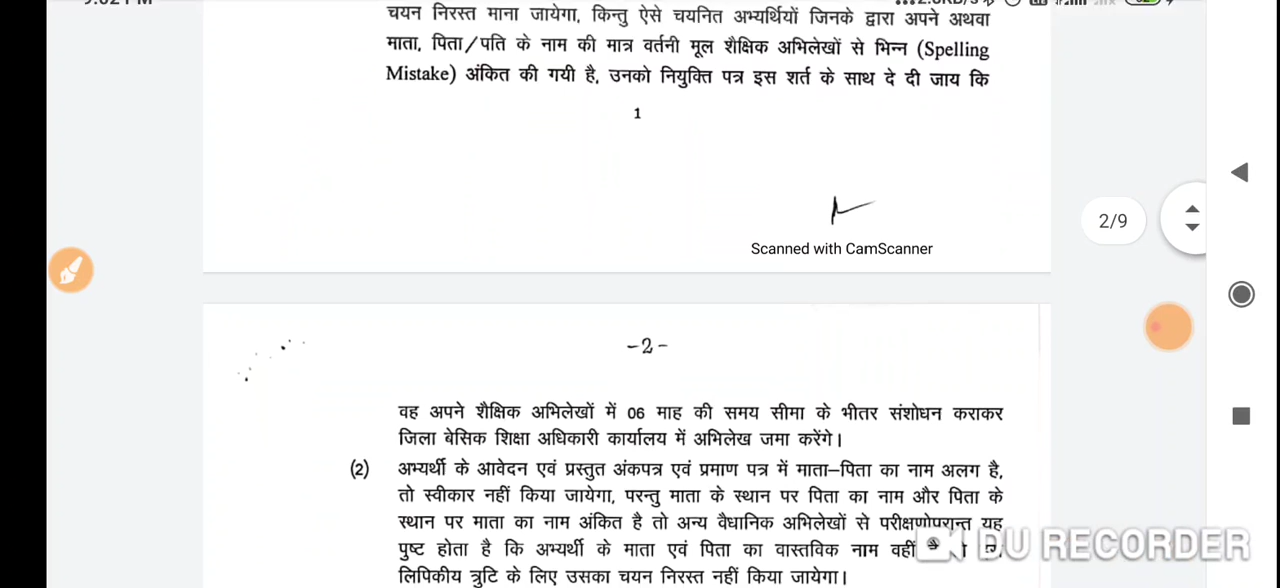 चयन निरस्त माना जायेगा, किन्तु ऐसे चयनित अभ्यर्थियों जिनके द्वारा अपने अथवा
माता, पिता/पति के नाम की मात्र वर्तनी मूल शैक्षिक अभिलेखों से भिन्न (Spelling
Mistake) अंकित की गयी है, उनको नियुक्ति पत्र इस शर्त के साथ दे दी जाय कि
1
Scanned with CamScanner
2/9
-2-
वह अपने शैक्षिक अभिलेखों में 06 माह की समय सीमा के भीतर संशोधन कराकर
जिला बेसिक शिक्षा अधिकारी कार्यालय में अभिलेख जमा करेंगे।
(2) अभ्यर्थी के आवेदन एवं प्रस्तुत अंकपत्र एवं प्रमाण पत्र में माता-पिता का नाम अलग है,
तो स्वीकार नहीं किया जायेगा, परन्तु माता के स्थान पर पिता का नाम और पिता के
स्थान पर माता का नाम अंकित है तो अन्य वैधानिक अभिलेखों से परीक्षणोपरान्त यह
पुष्ट होता है कि अभ्यर्थी के माता एवं पिता का वास्तविक नाम वहीं
DU RECORDER
लिपिकीय त्रुटि के लिए उसका चयन निरस्त नहीं किया जायेगा।